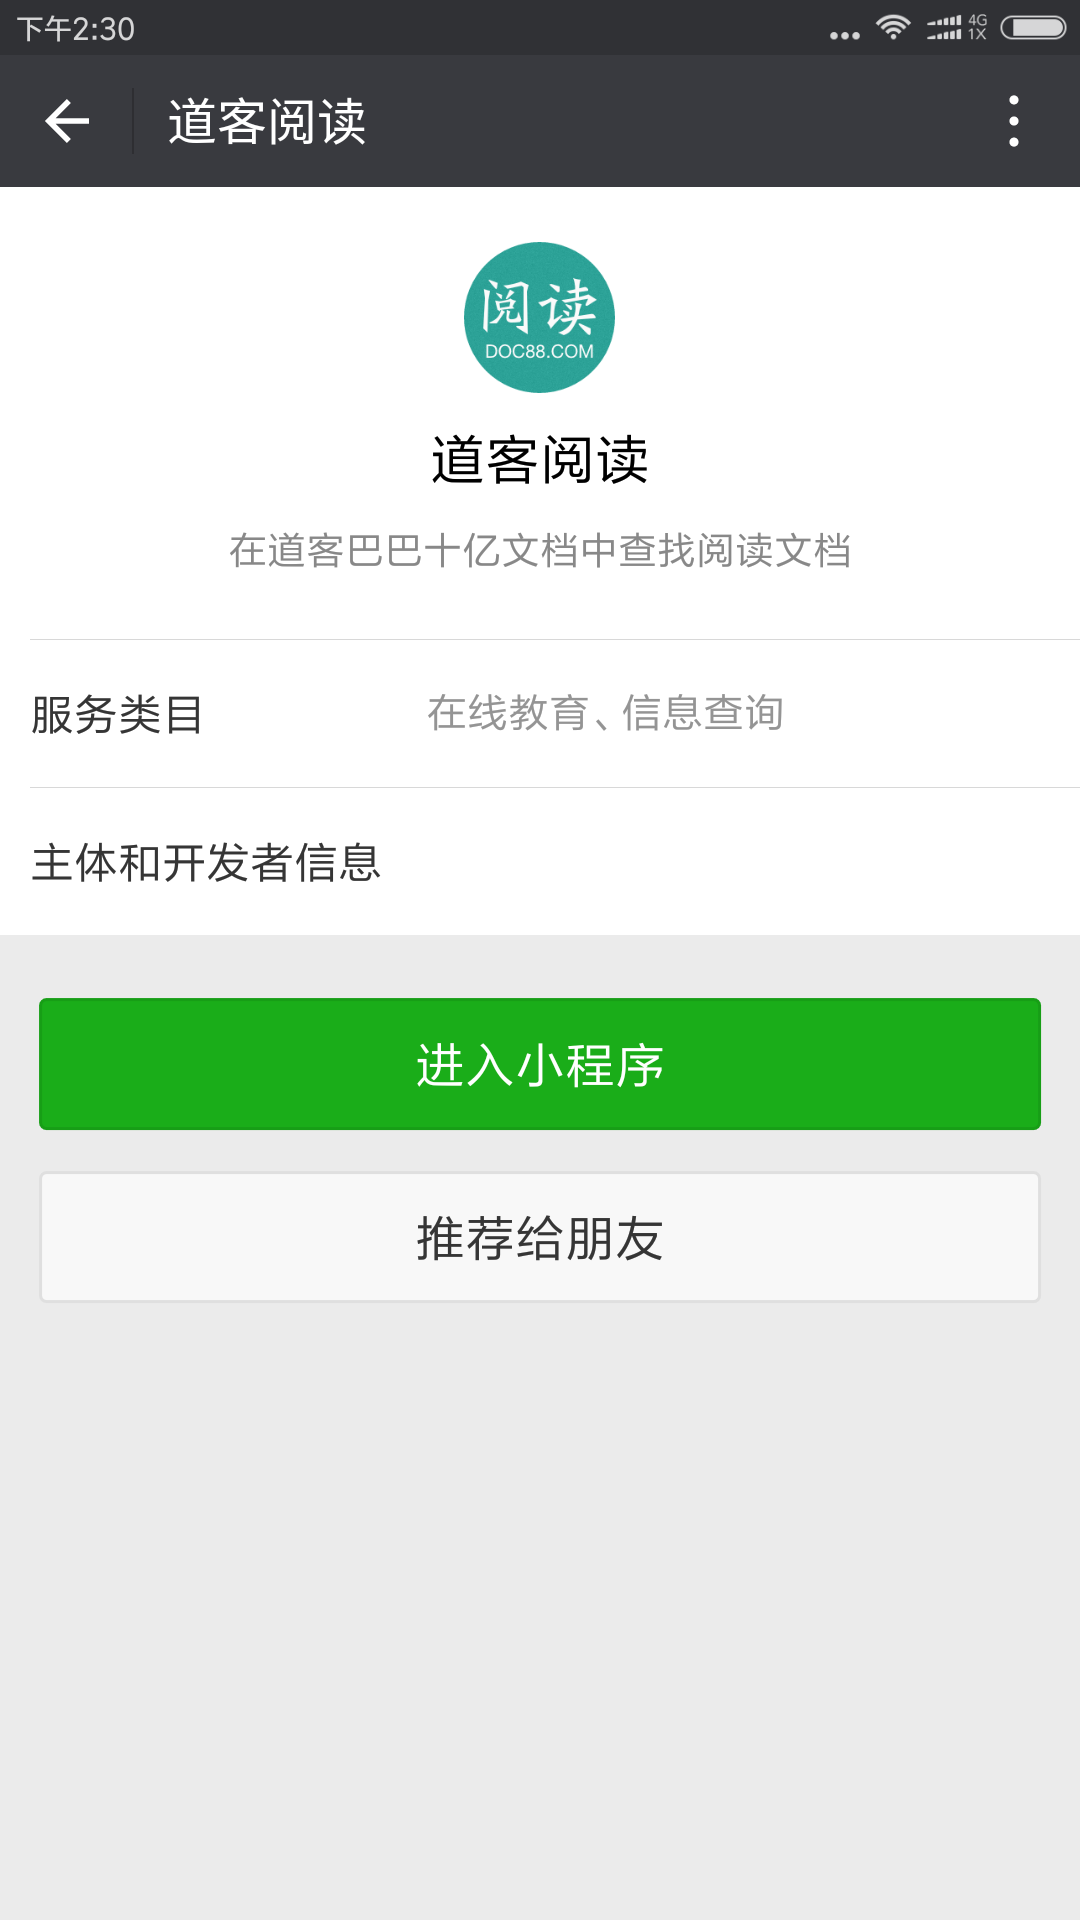 下午2:30
4G
1X
道客阅读
阅读
DOC88.COM
道客阅读
在道客巴巴十亿文档中查找阅读文档
服务类目 在线教育、信息查询
主体和开发者信息
进入小程序
推荐给朋友